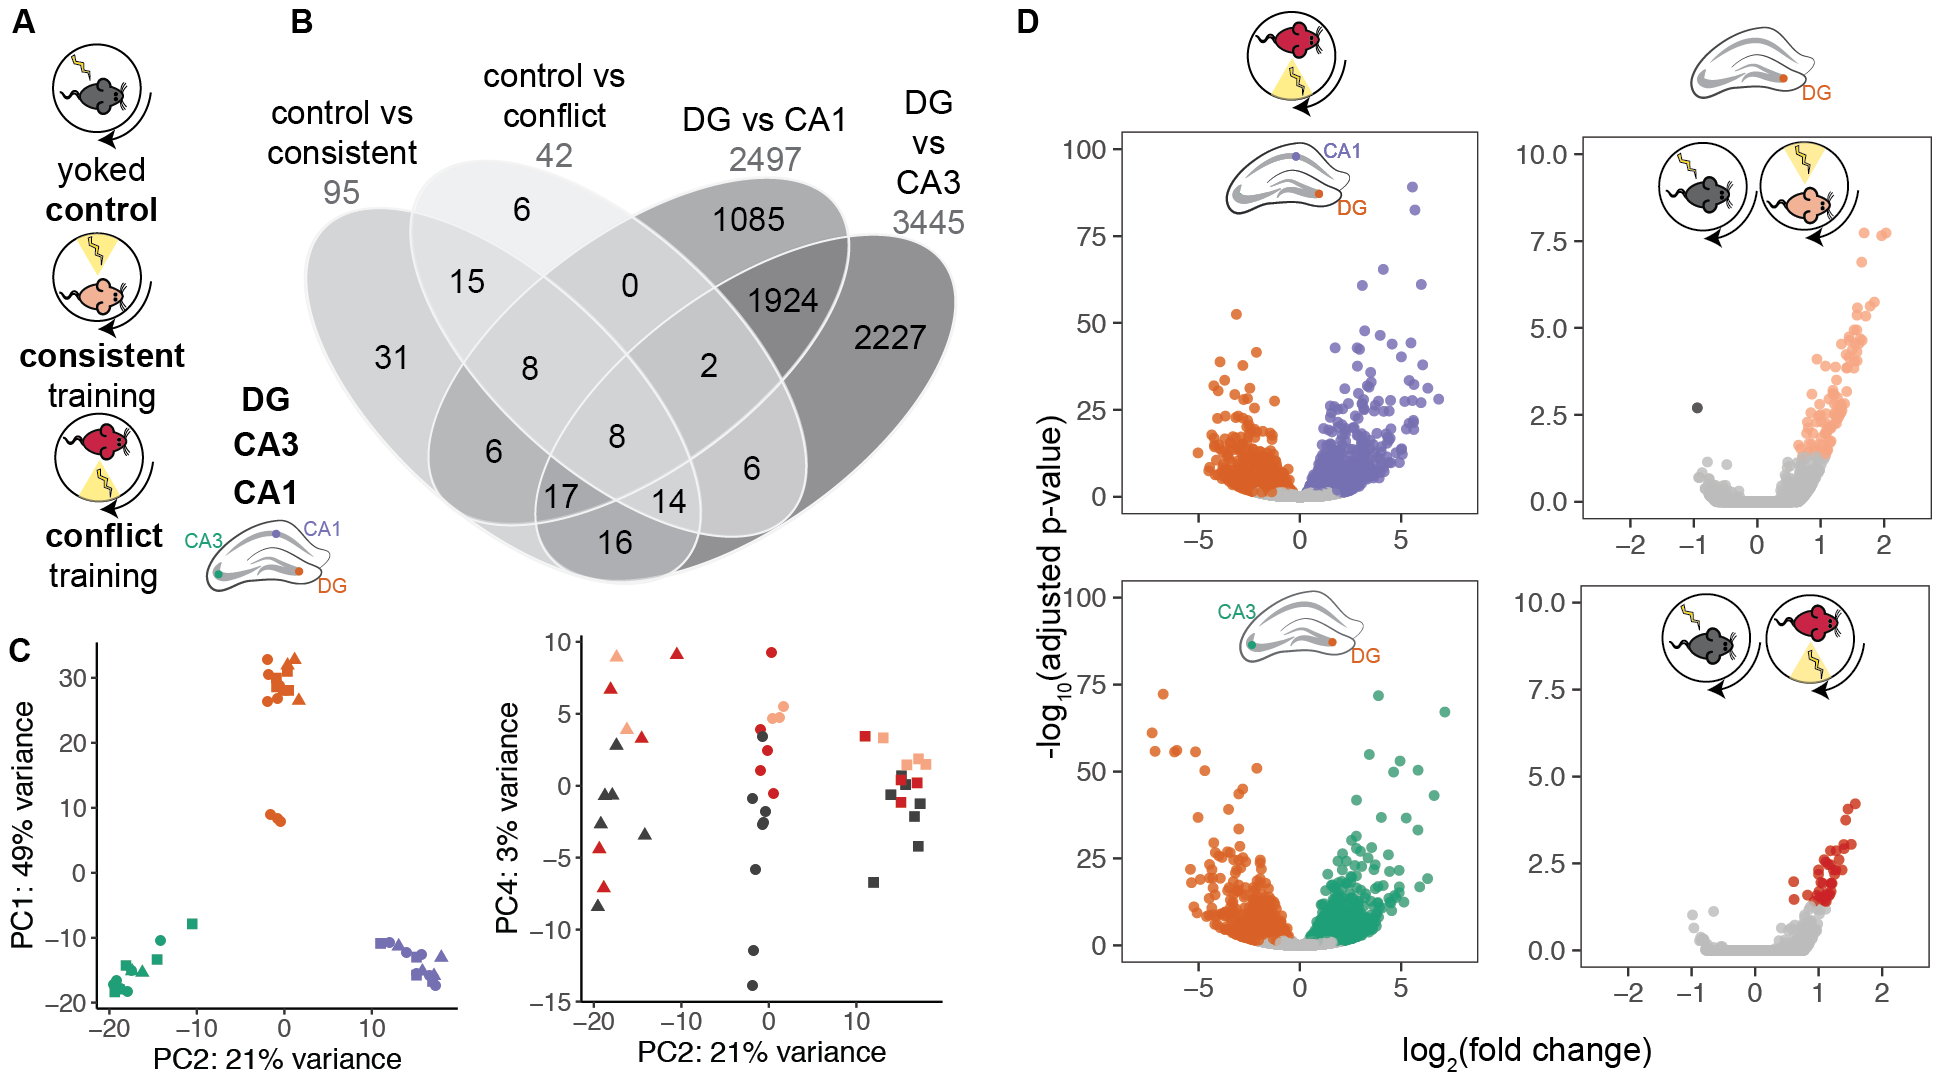 A
yoked
control
consistent
training
conflict
training
DG
CA3
CA1
CA3
CA1
DG
B
control vs
consistent
95
control vs
conflict
42
DG vs CA1
2497
DG
vs
CA3
3445
6
1085
15
0
1924
31
8
2
2227
6
8
6
17
14
16
C
PC1: 49% variance
30
20
10
0
−10
−20
−20
−10
0
10
PC2: 21% variance
PC4: 3% variance
10
5
0
−5
−10
−15
−20
−10
0
10
PC2: 21% variance
D
-log10(adjusted p-value)
CA1
DG
100
75
50
25
0
−5
0
5
DG
10.0
7.5
5.0
2.5
0.0
−2
−1
0
1
2
CA3
DG
100
75
50
25
0
−5
0
5
10.0
7.5
5.0
2.5
0.0
−2
−1
0
1
2
log2(fold change)